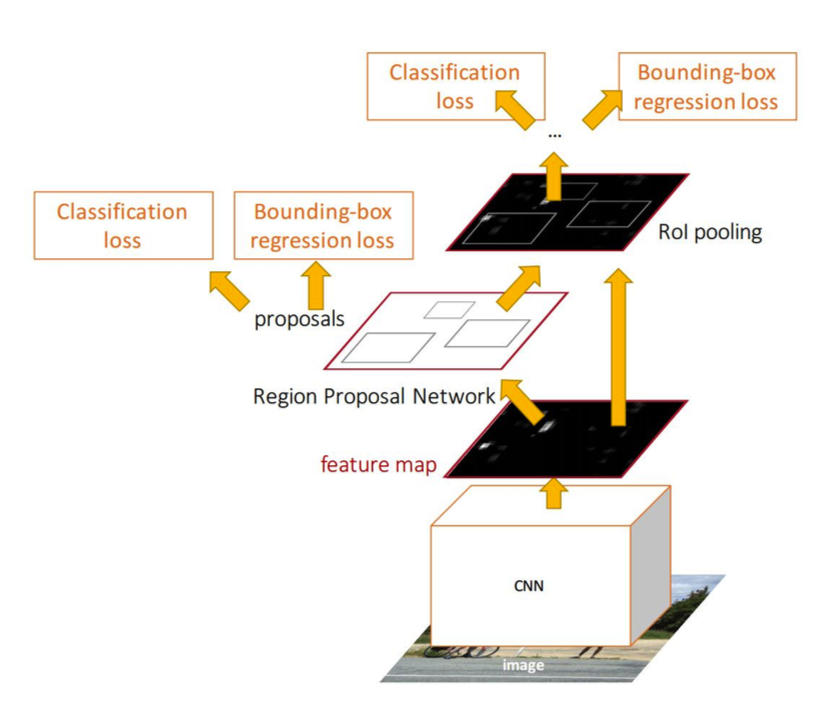 Classification
loss
Bounding-box
regression loss
...
Classification
loss
Bounding-box
regression loss
RoI pooling
proposals
Region Proposal Network
feature map
CNN
image